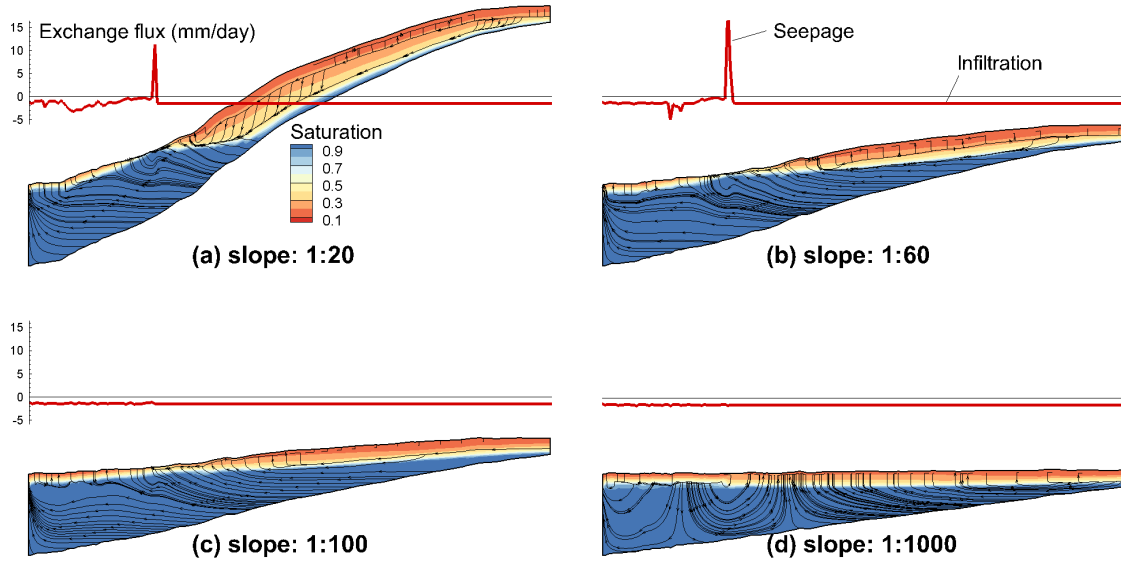 Exchange flux (mm/day)
15
10
5
0
-5
Saturation
0.9
0.7
0.5
0.3
0.1
(a) slope: 1:20
Seepage
Infiltration
(b) slope: 1:60
15
10
5
0
-5
(c) slope: 1:100
(d) slope: 1:1000